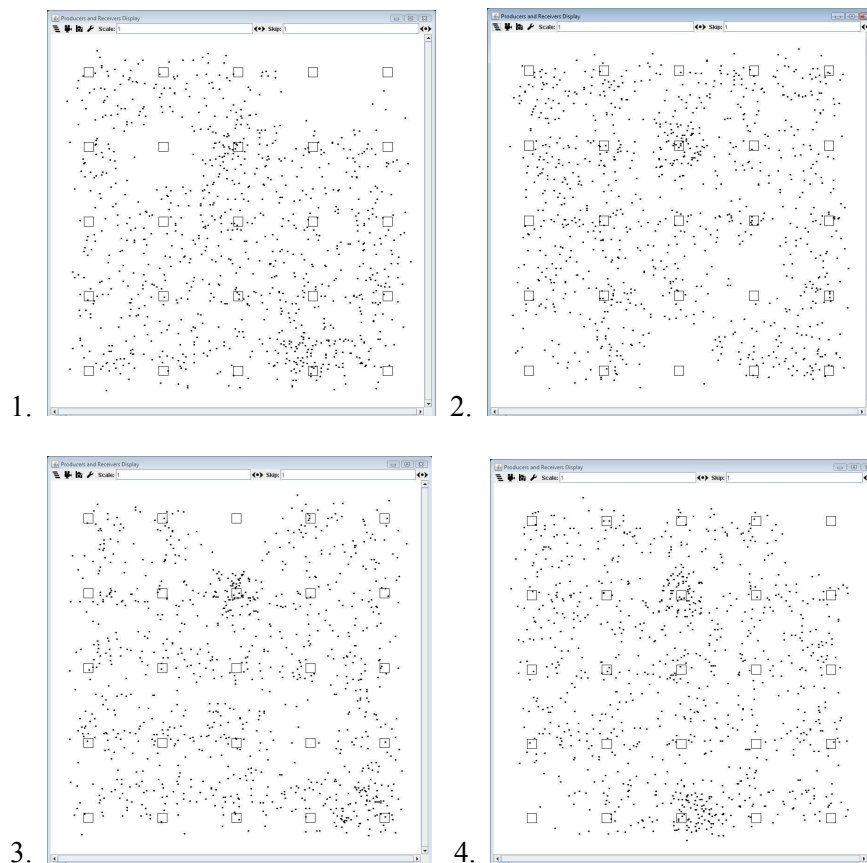 Producers and Receivers Display
Scale: 1 Skip: 1
1.
Producers and Receivers Display
Scale: 1 Skip: 1
2.
Producers and Receivers Display
Scale: 1 Skip: 1
3.
Producers and Receivers Display
Scale: 1 Skip: 1
4.